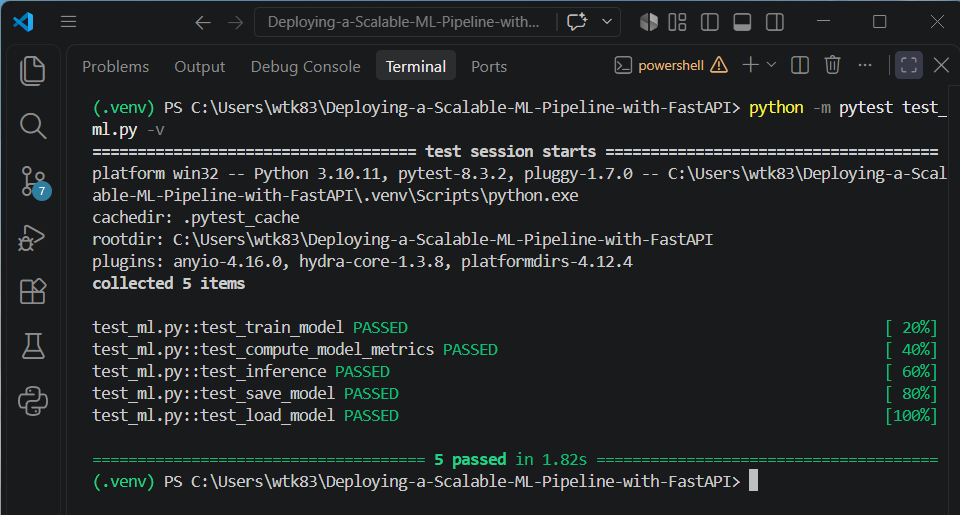 Deploying-a-Scalable-ML-Pipeline-with...
Problems Output Debug Console Terminal Ports powershell
7
(.venv) PS C:\Users\wtk83\Deploying-a-Scalable-ML-Pipeline-with-FastAPI> python -m pytest test_
ml.py -v
==================================== test session starts =====================================
platform win32 -- Python 3.10.11, pytest-8.3.2, pluggy-1.7.0 -- C:\Users\wtk83\Deploying-a-Scal
able-ML-Pipeline-with-FastAPI\.venv\Scripts\python.exe
cachedir: .pytest_cache
rootdir: C:\Users\wtk83\Deploying-a-Scalable-ML-Pipeline-with-FastAPI
plugins: anyio-4.16.0, hydra-core-1.3.8, platformdirs-4.12.4
collected 5 items
test_ml.py::test_train_model PASSED [ 20%]
test_ml.py::test_compute_model_metrics PASSED [ 40%]
test_ml.py::test_inference PASSED [ 60%]
test_ml.py::test_save_model PASSED [ 80%]
test_ml.py::test_load_model PASSED [100%]
===================================== 5 passed in 1.82s ======================================
(.venv) PS C:\Users\wtk83\Deploying-a-Scalable-ML-Pipeline-with-FastAPI>